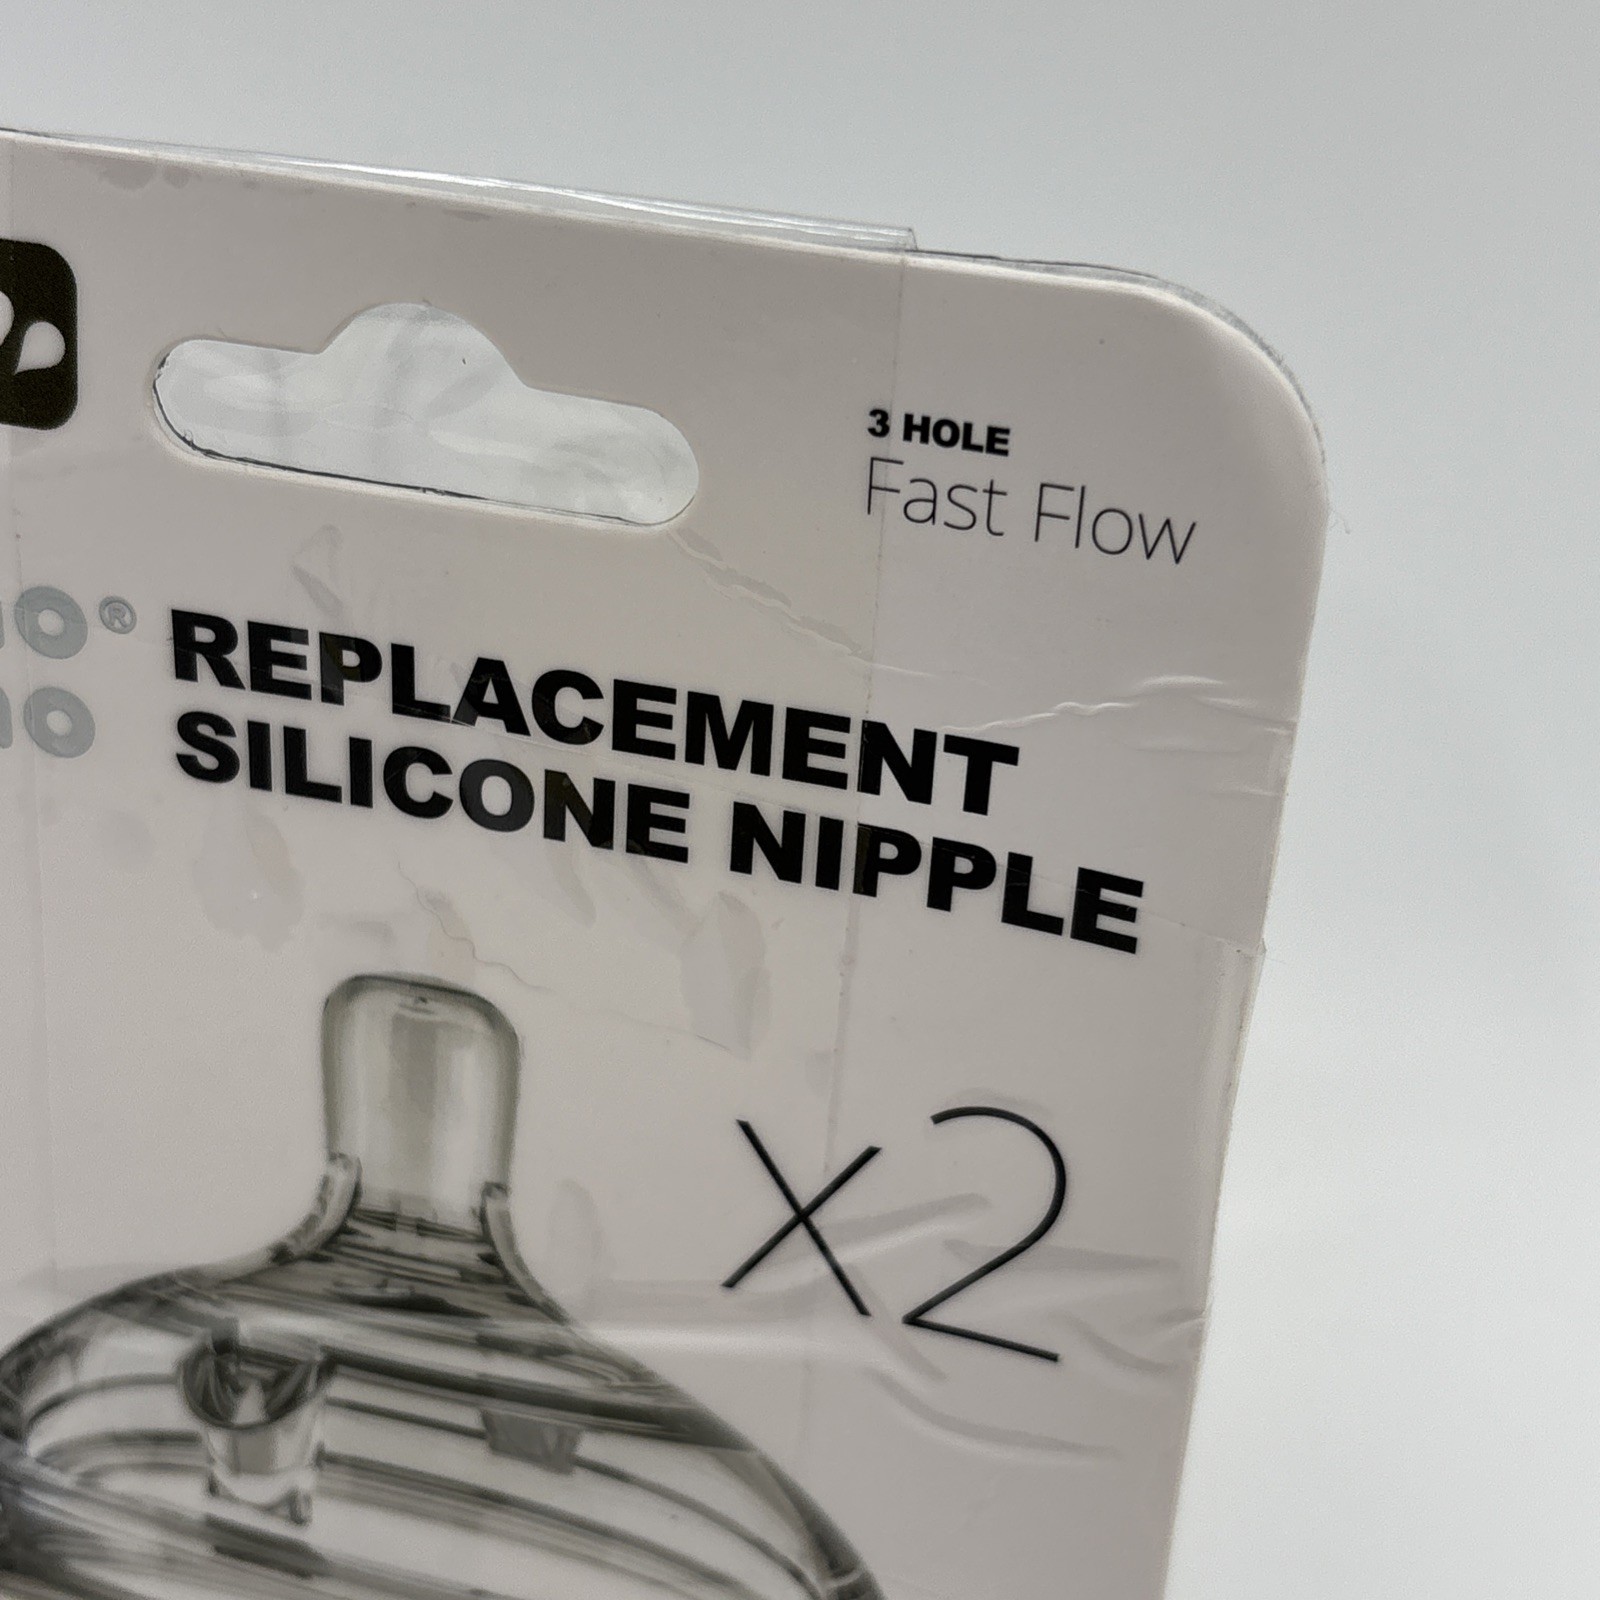 3 HOLE
Fast Flow
REPLACEMENT
SILICONE NIPPLE
x2